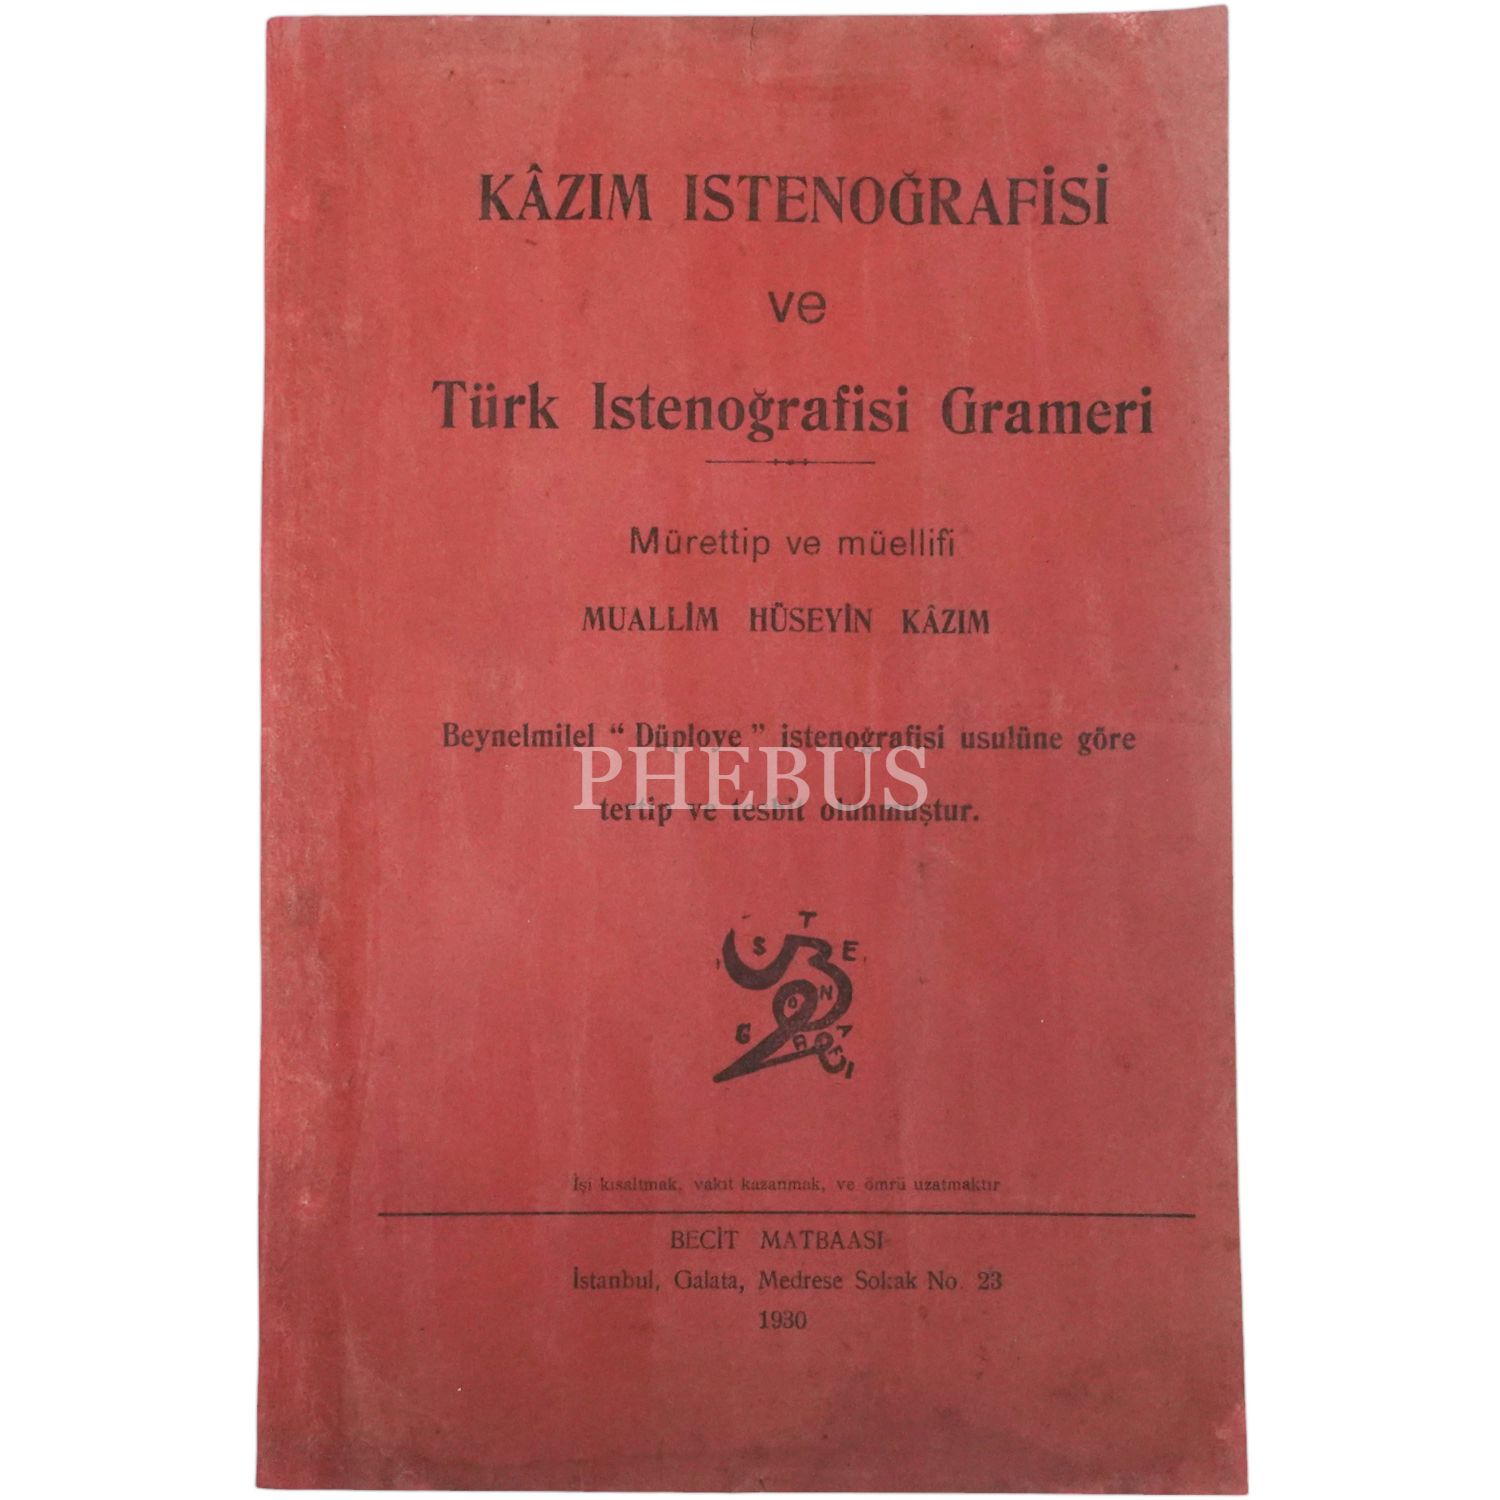 KÂZIM ISTENOĞRAFİSİ
ve
Türk Istenoğrafisi Grameri
Mürettip ve müellifi
MUALLİM HÜSEYİN KÂZIM
Beynelmilel “ Düploye ” istenoğrafisi usulüne göre
PHEBUS
tertip ve tesbit olunmuştur.
İ S T E
O N
G R A F İ
İşi kısaltmak, vakıt kazanmak, ve ömrü uzatmaktır
BECİT MATBAASI
İstanbul, Galata, Medrese Sokak No. 23
1930